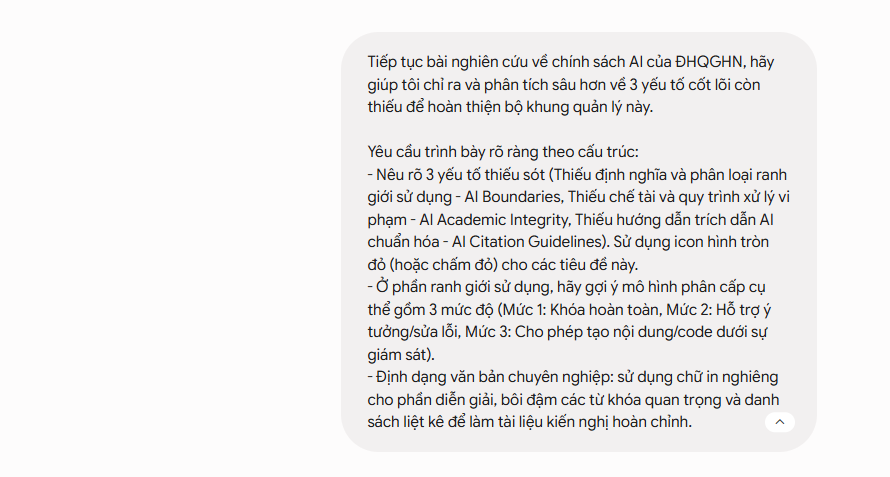 Tiếp tục bài nghiên cứu về chính sách AI của ĐHQGHN, hãy
giúp tôi chỉ ra và phân tích sâu hơn về 3 yếu tố cốt lõi còn
thiếu để hoàn thiện bộ khung quản lý này.
Yêu cầu trình bày rõ ràng theo cấu trúc:
- Nêu rõ 3 yếu tố thiếu sót (Thiếu định nghĩa và phân loại ranh
giới sử dụng - AI Boundaries, Thiếu chế tài và quy trình xử lý vi
phạm - AI Academic Integrity, Thiếu hướng dẫn trích dẫn AI
chuẩn hóa - AI Citation Guidelines). Sử dụng icon hình tròn
đỏ (hoặc chấm đỏ) cho các tiêu đề này.
- Ở phần ranh giới sử dụng, hãy gợi ý mô hình phân cấp cụ
thể gồm 3 mức độ (Mức 1: Khóa hoàn toàn, Mức 2: Hỗ trợ ý
tưởng/sửa lỗi, Mức 3: Cho phép tạo nội dung/code dưới sự
giám sát).
- Định dạng văn bản chuyên nghiệp: sử dụng chữ in nghiêng
cho phần diễn giải, bôi đậm các từ khóa quan trọng và danh
sách liệt kê để làm tài liệu kiến nghị hoàn chỉnh.